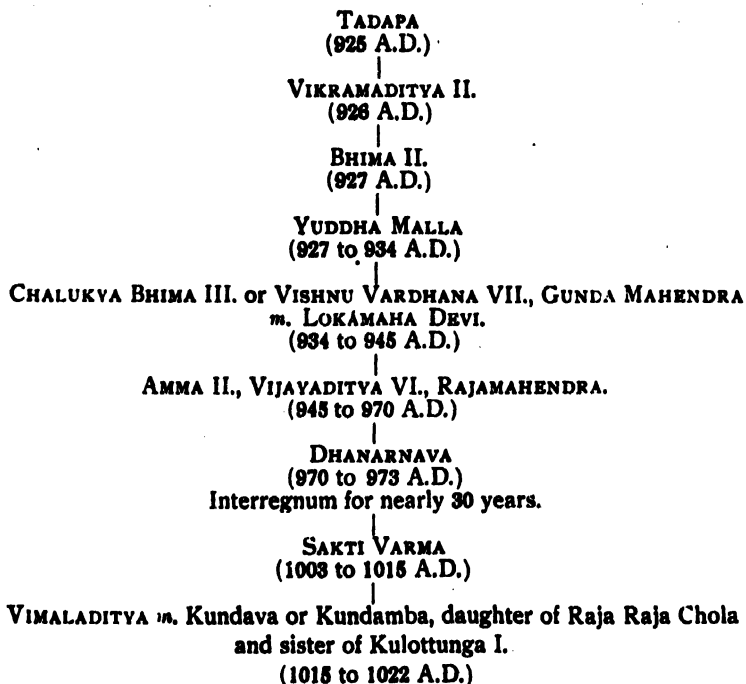 TADAPA
(925 A.D.)
VIKRAMADITYA II.
(926 A.D.)
BHIMA II.
(927 A.D.)
YUDDHA MALLA
(927 to 934 A.D.)
CHALUKYA BHIMA III. or VISHNU VARDHANA VII., GUNDA MAHENDRA
m. LOKÁMAHA DEVI.
(934 to 945 A.D.)
AMMA II., VIJAYADITYA VI., RAJAMAHENDRA.
(945 to 970 A.D.)
DHANARNAVA
(970 to 973 A.D.)
Interregnum for nearly 30 years.
SAKTI VARMA
(1003 to 1015 A.D.)
VIMALADITYA m. Kundava or Kundamba, daughter of Raja Raja Chola
and sister of Kulottunga I.
(1015 to 1022 A.D.)